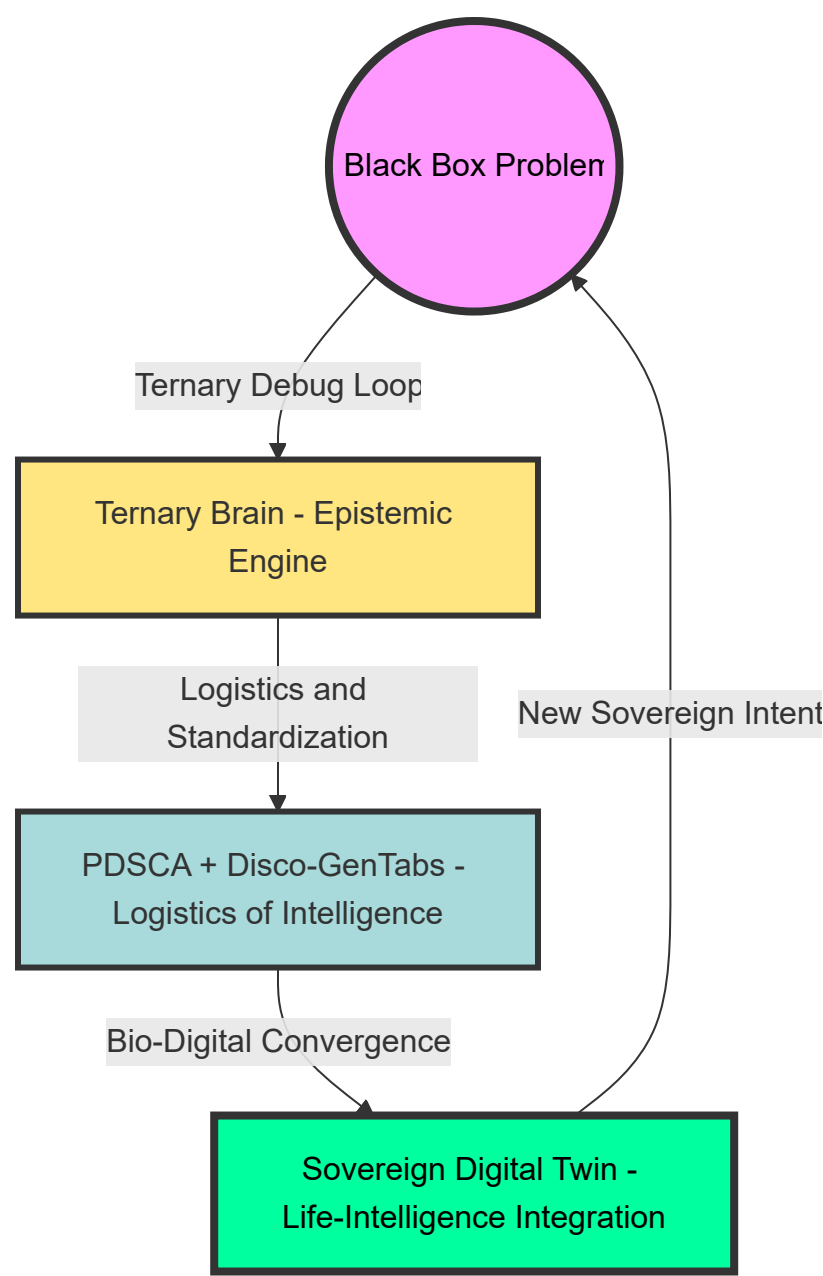 Black Box Problem
Ternary Debug Loop
Ternary Brain - Epistemic
Engine
Logistics and
Standardization
New Sovereign Intent
PDSCA + Disco-GenTabs -
Logistics of Intelligence
Bio-Digital Convergence
Sovereign Digital Twin -
Life-Intelligence Integration